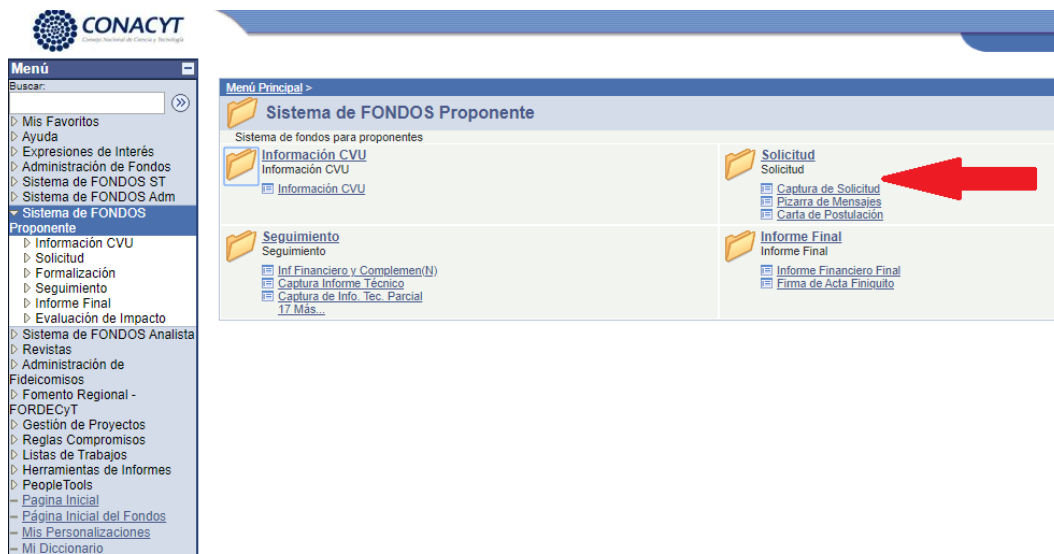 CONACYT
Consejo Nacional de Ciencia y Tecnología
Menú
Buscar:
Mis Favoritos
Ayuda
Expresiones de Interés
Administración de Fondos
Sistema de FONDOS ST
Sistema de FONDOS Adm
Sistema de FONDOS
Proponente
Información CVU
Solicitud
Formalización
Seguimiento
Informe Final
Evaluación de Impacto
Sistema de FONDOS Analista
Revistas
Administración de
Fideicomisos
Fomento Regional -
FORDECyT
Gestión de Proyectos
Reglas Compromisos
Listas de Trabajos
Herramientas de Informes
PeopleTools
Pagina Inicial
Página Inicial del Fondos
Mis Personalizaciones
Mi Diccionario
Menú Principal >
Sistema de FONDOS Proponente
Sistema de fondos para proponentes
Información CVU
Información CVU
Información CVU
Solicitud
Solicitud
Captura de Solicitud
Pizarra de Mensajes
Carta de Postulación
Seguimiento
Seguimiento
Inf Financiero y Complemen(N)
Captura Informe Técnico
Captura de Info. Tec. Parcial
17 Más...
Informe Final
Informe Final
Informe Financiero Final
Firma de Acta Finiquito